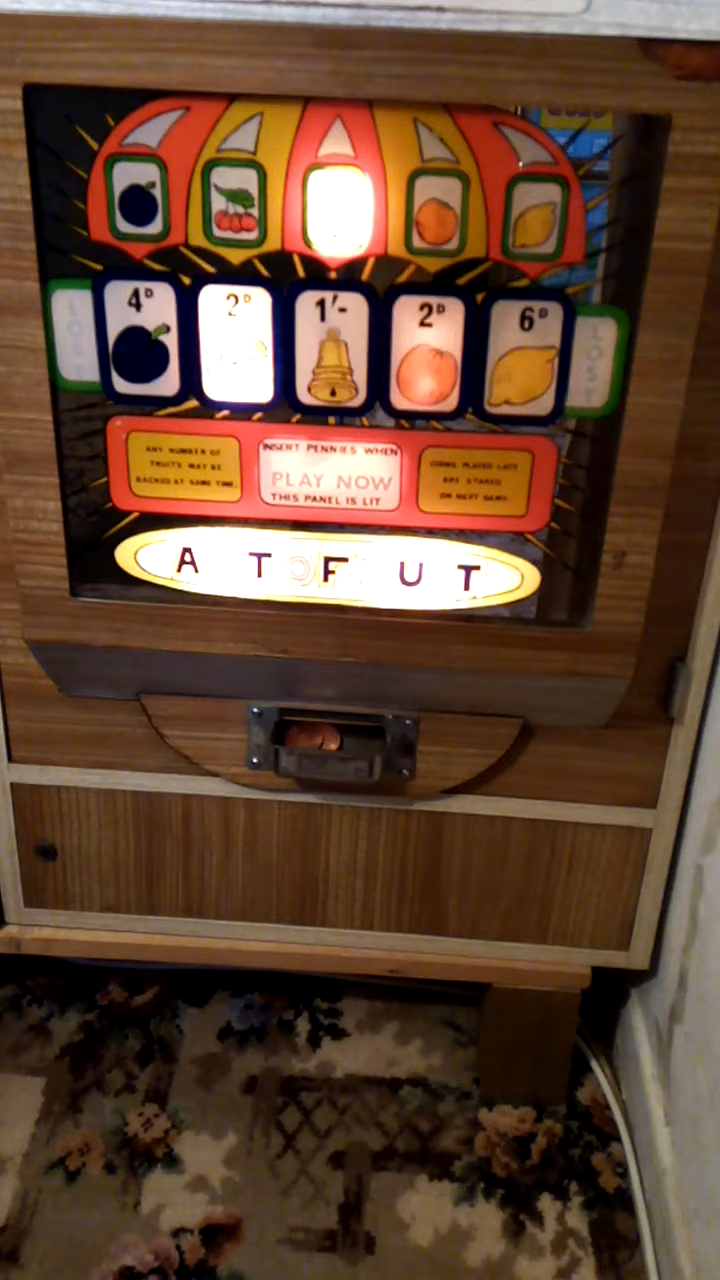 4D 2D 1'- 2D 6D
LOST LOST
ANY NUMBER OF
FRUITS MAY BE
BACKED AT SAME TIME.
INSERT PENNIES WHEN
PLAY NOW
THIS PANEL IS LIT
COINS PLAYED LATE
ARE STAKED
ON NEXT GAME.
A T F U T